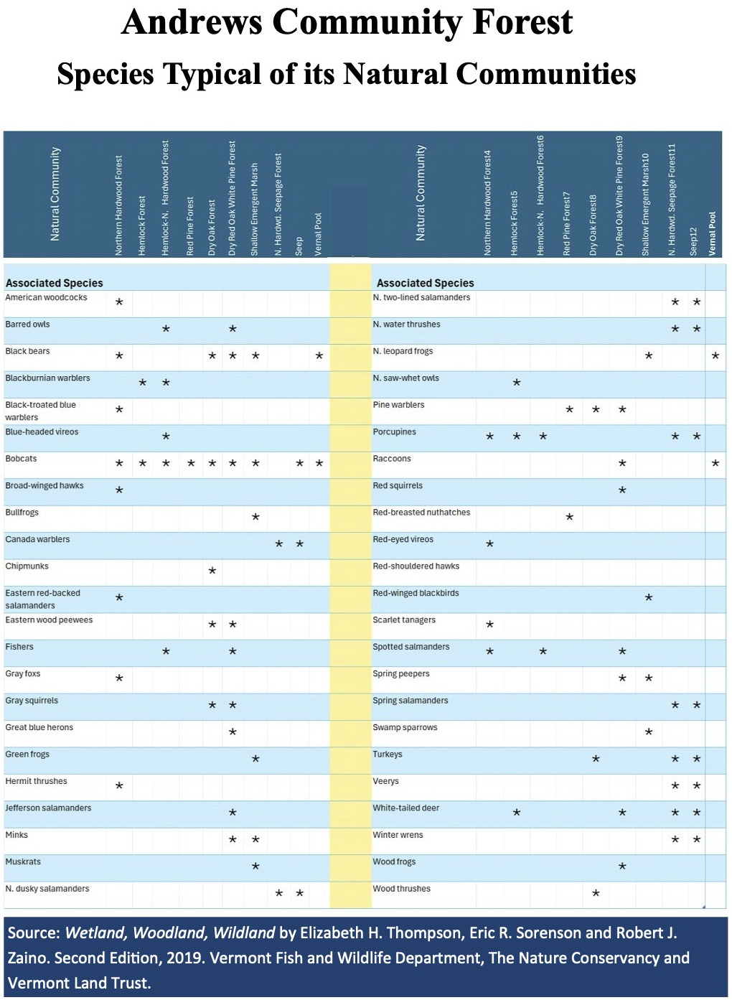 Andrews Community Forest
Species Typical of its Natural Communities
Natural Community
Northern Hardwood Forest
Hemlock Forest
Hemlock-N. Hardwood Forest
Red Pine Forest
Dry Oak Forest
Dry Red Oak White Pine Forest
Shallow Emergent Marsh
N. Hardwd. Seepage Forest
Seep
Vernal Pool
Natural Community
Northern Hardwood Forest4
Hemlock Forest5
Hemlock-N. Hardwood Forest6
Red Pine Forest7
Dry Oak Forest8
Dry Red Oak White Pine Forest9
Shallow Emergent Marsh10
N. Hardwd. Seepage Forest11
Seep12
Vernal Pool
Associated Species Associated Species
American woodcocks * N. two-lined salamanders * *
Barred owls * * N. water thrushes * *
Black bears * * * * * N. leopard frogs * *
Blackburnian warblers * * N. saw-whet owls *
Black-troated blue
warblers * Pine warblers * * *
Blue-headed vireos * Porcupines * * * * *
Bobcats * * * * * * * * * Raccoons * *
Broad-winged hawks * Red squirrels *
Bullfrogs * Red-breasted nuthatches *
Canada warblers * * Red-eyed vireos *
Chipmunks * Red-shouldered hawks
Eastern red-backed
salamanders * Red-winged blackbirds *
Eastern wood peewees * * Scarlet tanagers *
Fishers * * Spotted salmanders * * *
Gray foxs * Spring peepers * *
Gray squirrels * * Spring salamanders * *
Great blue herons * Swamp sparrows *
Green frogs * Turkeys * * *
Hermit thrushes * Veerys * *
Jefferson salamanders * White-tailed deer * * * *
Minks * * Winter wrens * *
Muskrats * Wood frogs *
N. dusky salamanders * * Wood thrushes *
Source: Wetland, Woodland, Wildland by Elizabeth H. Thompson, Eric R. Sorenson and Robert J.
Zaino. Second Edition, 2019. Vermont Fish and Wildlife Department, The Nature Conservancy and
Vermont Land Trust.